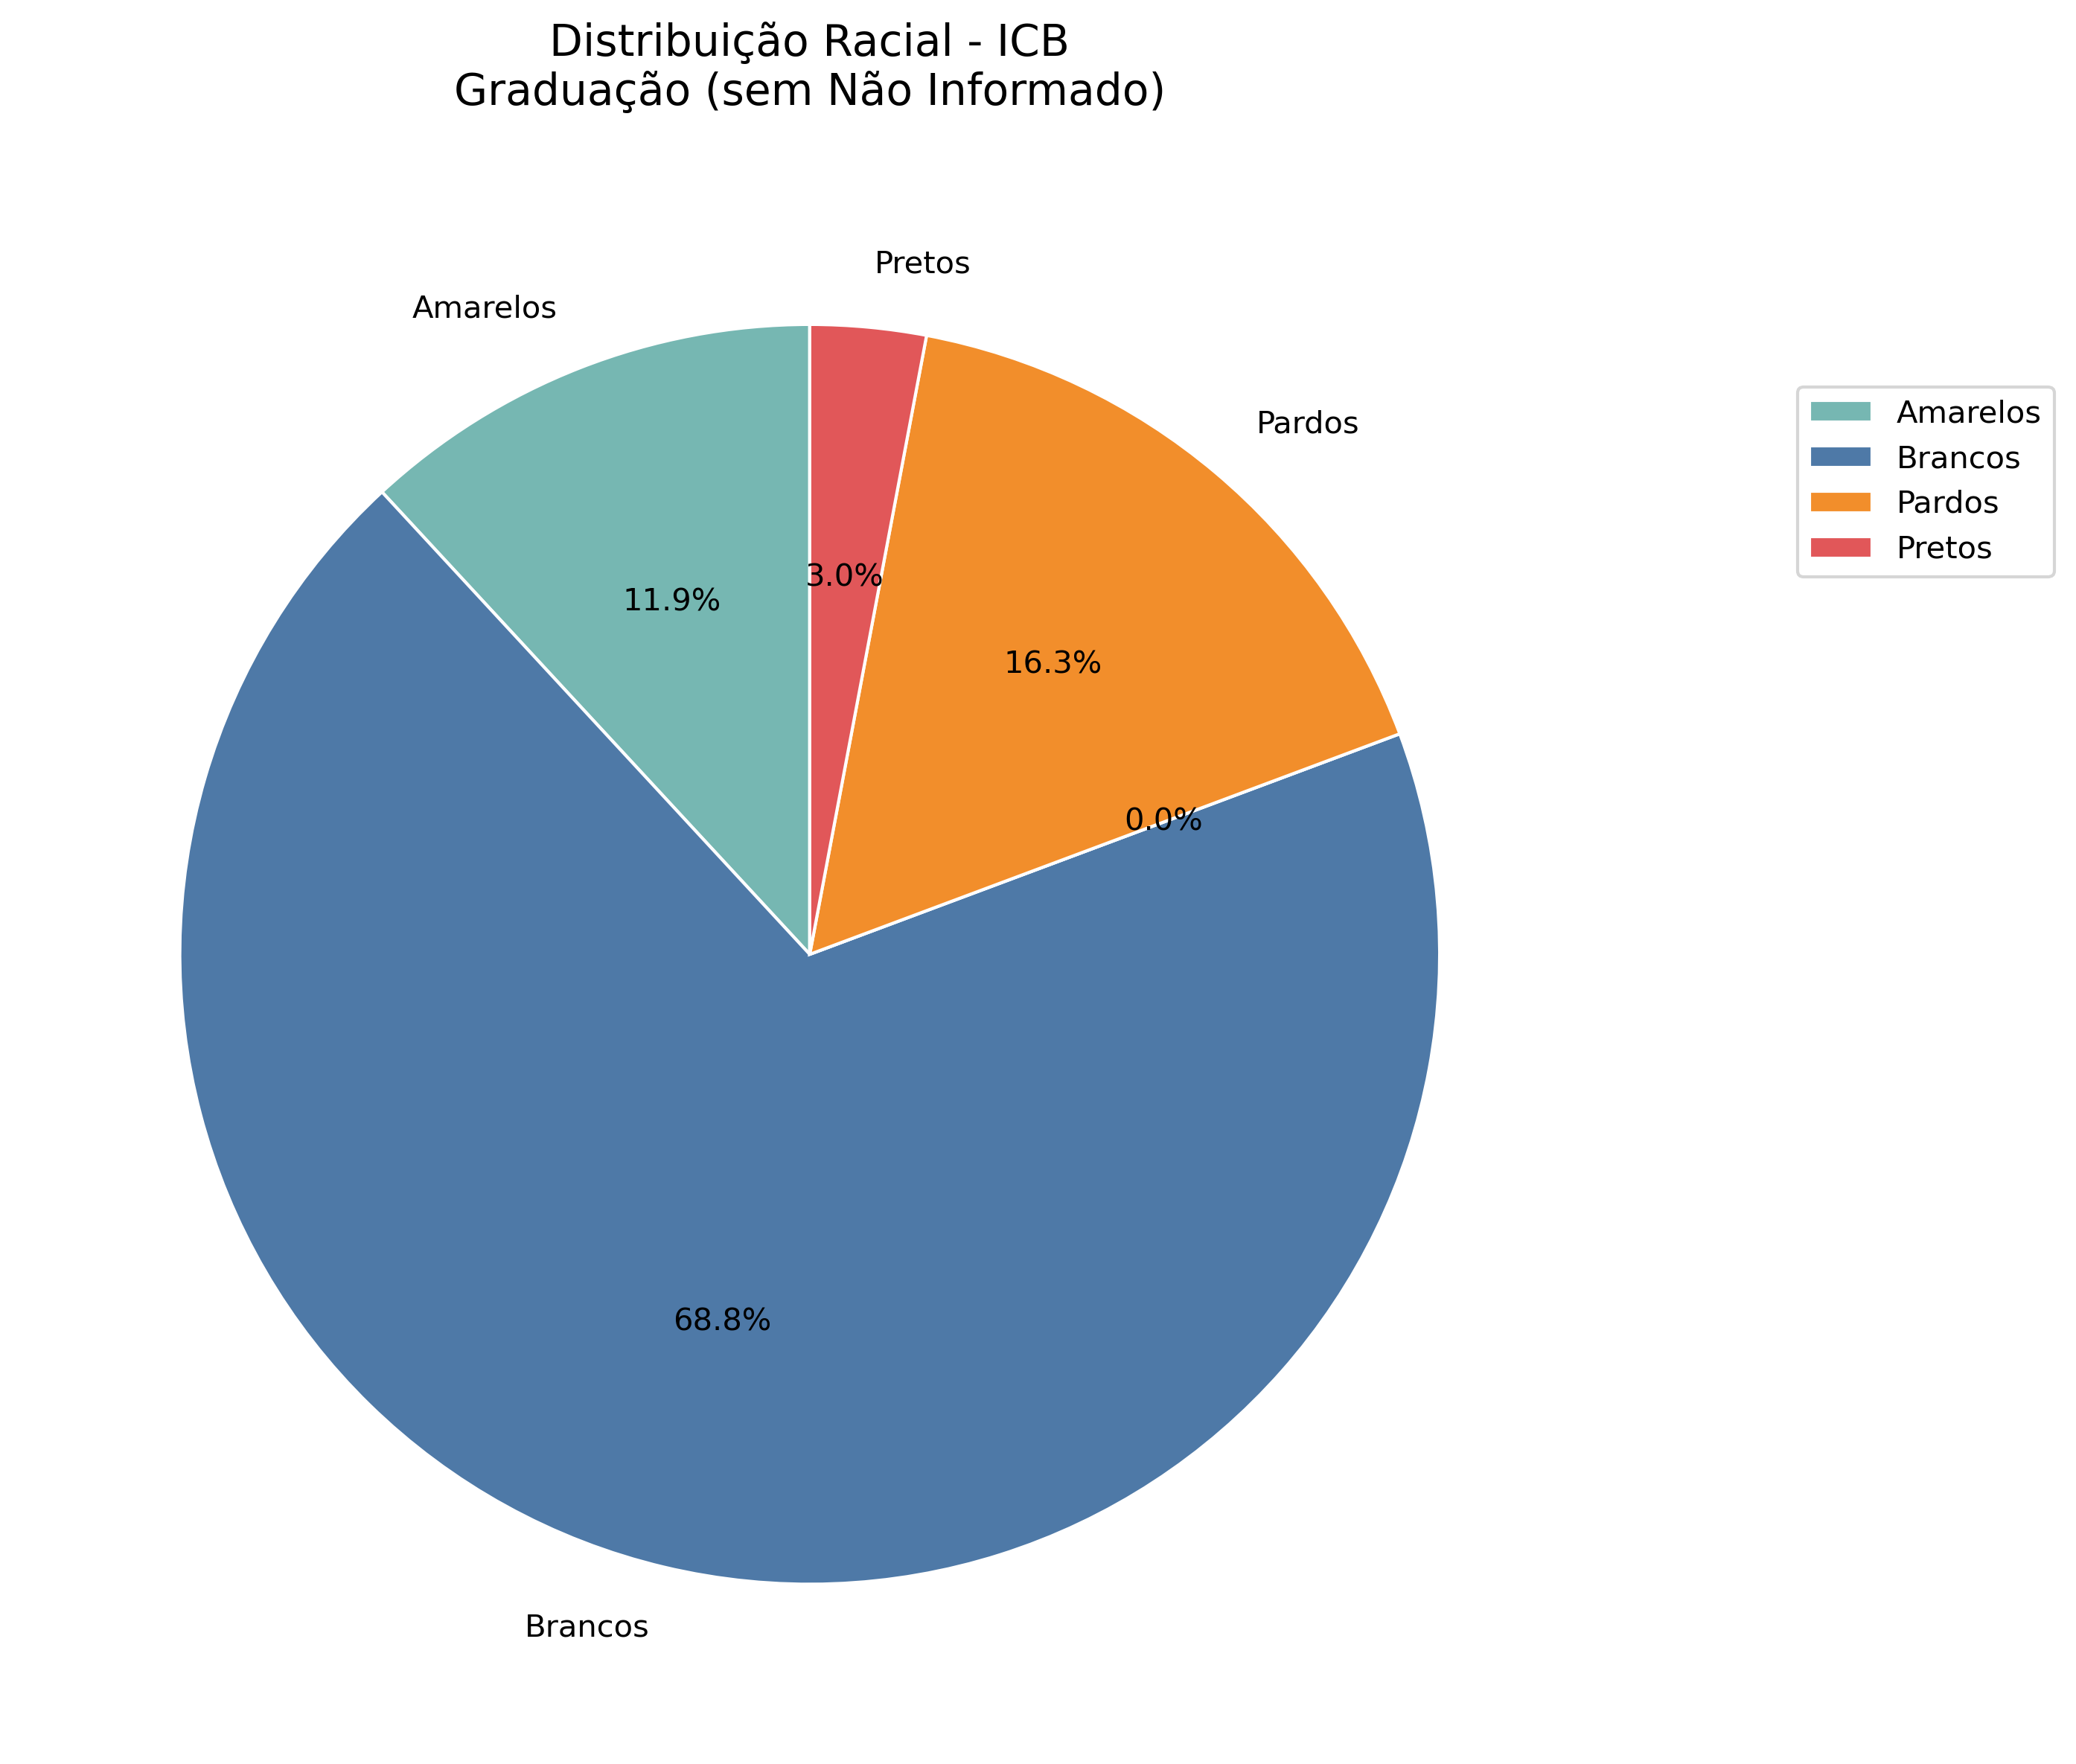 Distribuição Racial - ICB
Graduação (sem Não Informado)
Pretos
Amarelos
Pardos
Amarelos
Brancos
Pardos
Pretos
3.0%
11.9%
16.3%
0.0%
68.8%
Brancos